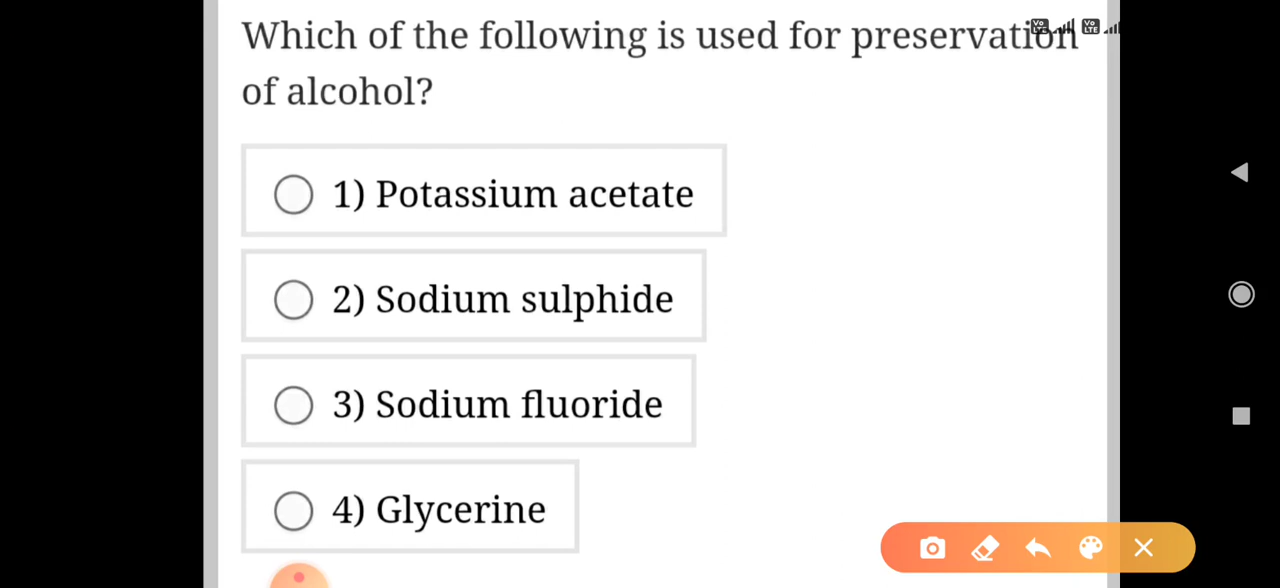 Which of the following is used for preservation
of alcohol?
1) Potassium acetate
2) Sodium sulphide
3) Sodium fluoride
4) Glycerine